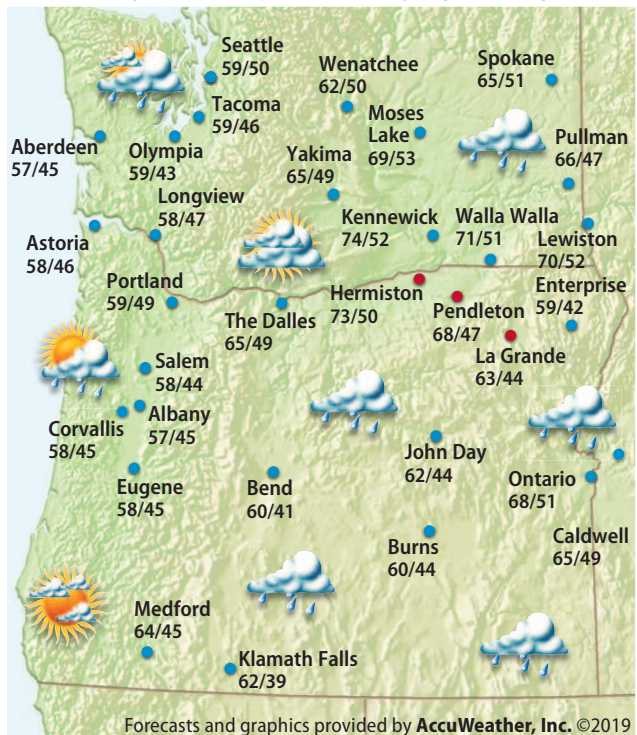 Seattle
59/50
Wenatchee
62/50
Spokane
65/51
Tacoma
59/46
Moses
Lake
69/53
Aberdeen
57/45
Olympia
59/43
Yakima
65/49
Pullman
66/47
Longview
58/47
Kennewick
74/52
Walla Walla
71/51
Lewiston
70/52
Astoria
58/46
Portland
59/49
The Dalles
65/49
Hermiston
73/50
Pendleton
68/47
Enterprise
59/42
La Grande
63/44
Salem
58/44
Albany
57/45
Corvallis
58/45
John Day
62/44
Ontario
68/51
Eugene
58/45
Bend
60/41
Caldwell
65/49
Burns
60/44
Medford
64/45
Klamath Falls
62/39
Forecasts and graphics provided by AccuWeather, Inc. ©2019